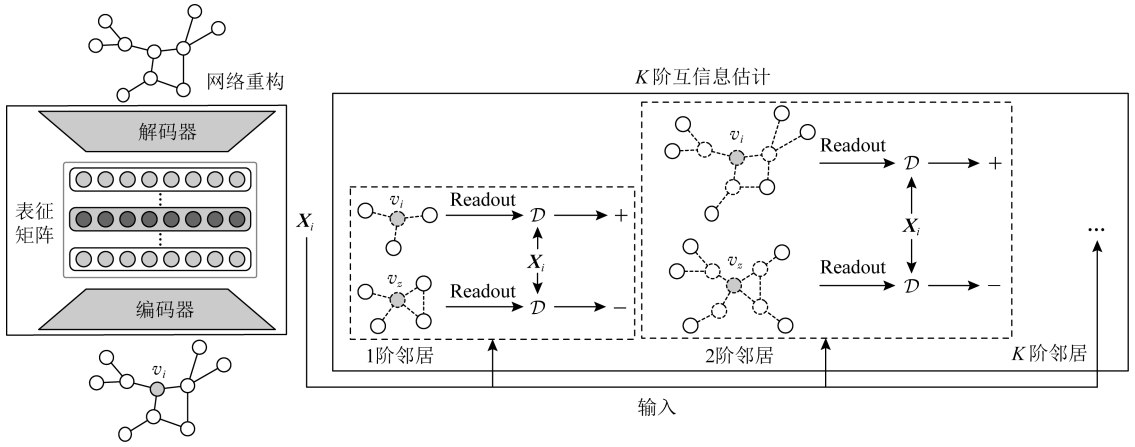 网络重构
解码器
表征
矩阵
编码器
v_i
X_i
K阶互信息估计
v_i
Readout
𝒟
+
X_i
v_z
Readout
𝒟
−
1阶邻居
v_i
Readout
𝒟
+
X_i
v_z
Readout
𝒟
−
2阶邻居
...
K阶邻居
输入